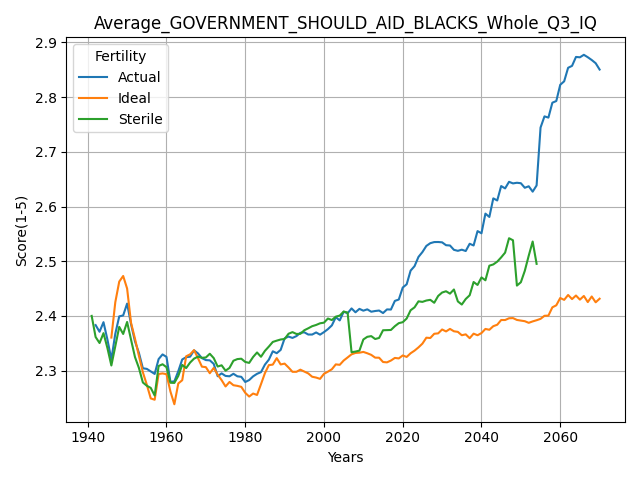 Average_GOVERNMENT_SHOULD_AID_BLACKS_Whole_Q3_IQ
Fertility
Actual
Ideal
Sterile
Score(1-5)
2.9
2.8
2.7
2.6
2.5
2.4
2.3
1940 1960 1980 2000 2020 2040 2060
Years